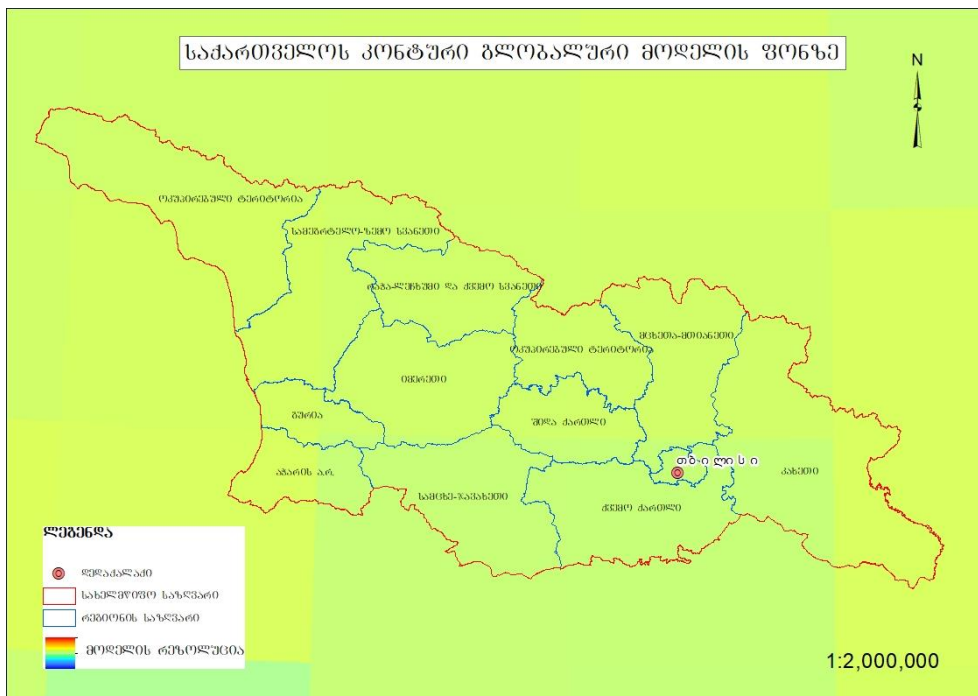 საქართველოს კონტური გლობალური მოდელის ფონზე
N
ოკუპირებული ტერიტორია
სამეგრელო-ზემო სვანეთი
რაჭა-ლეჩხუმი და ქვემო სვანეთი
ოკუპირებული ტერიტორია
მცხეთა-მთიანეთი
იმერეთი
გურია
შიდა ქართლი
თბილისი
კახეთი
აჭარის ა.რ.
სამცხე-ჯავახეთი
ქვემო ქართლი
ლეგენდა
დედაქალაქი
სახელმწიფო საზღვარი
რეგიონის საზღვარი
მოდელის რეზოლუცია
1:2,000,000